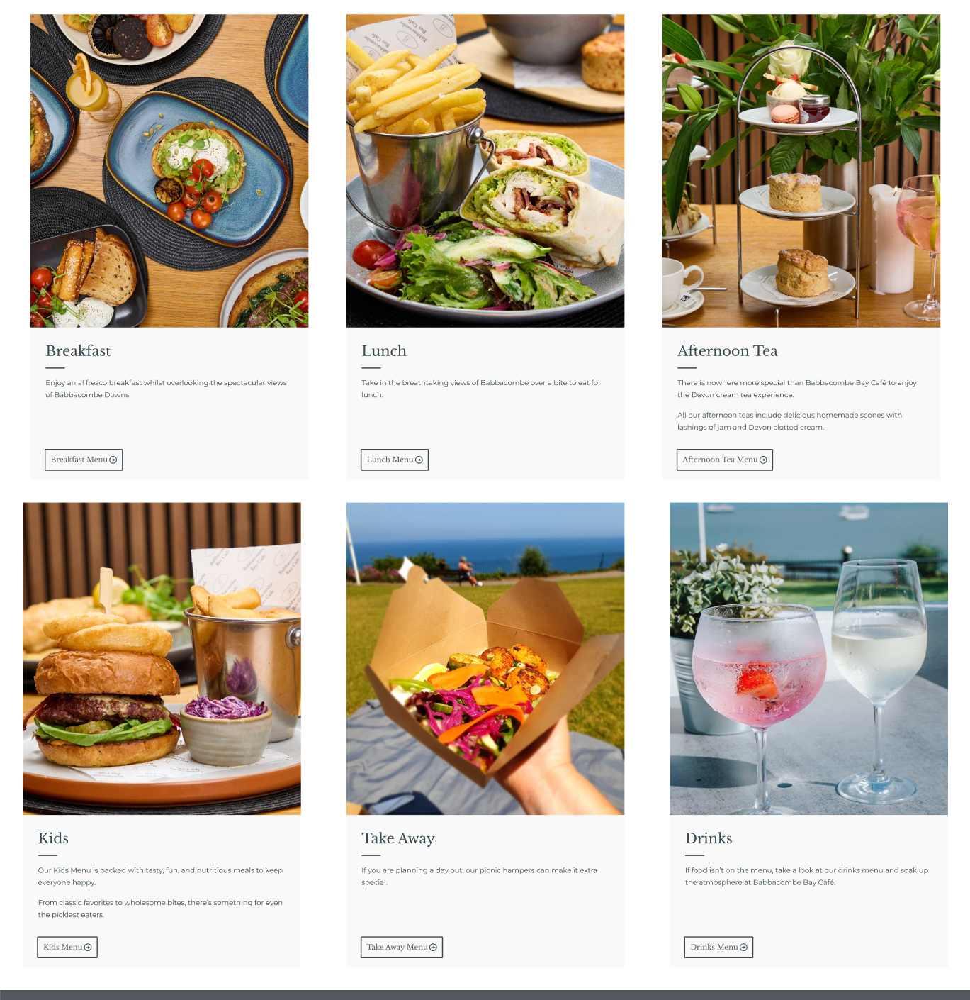 Breakfast
Enjoy an al fresco breakfast whilst overlooking the spectacular views
of Babbacombe Downs
Breakfast Menu
Lunch
Take in the breathtaking views of Babbacombe over a bite to eat for
lunch.
Lunch Menu
Afternoon Tea
There is nowhere more special than Babbacombe Bay Café to enjoy
the Devon cream tea experience.
All our afternoon teas include delicious homemade scones with
lashings of jam and Devon clotted cream.
Afternoon Tea Menu
Babbacombe
Bay Café
Kids
Our Kids Menu is packed with tasty, fun, and nutritious meals to keep
everyone happy.
From classic favorites to wholesome bites, there's something for even
the pickiest eaters.
Kids Menu
Take Away
If you are planning a day out, our picnic hampers can make it extra
special.
Take Away Menu
Drinks
If food isn't on the menu, take a look at our drinks menu and soak up
the atmosphere at Babbacombe Bay Café.
Drinks Menu